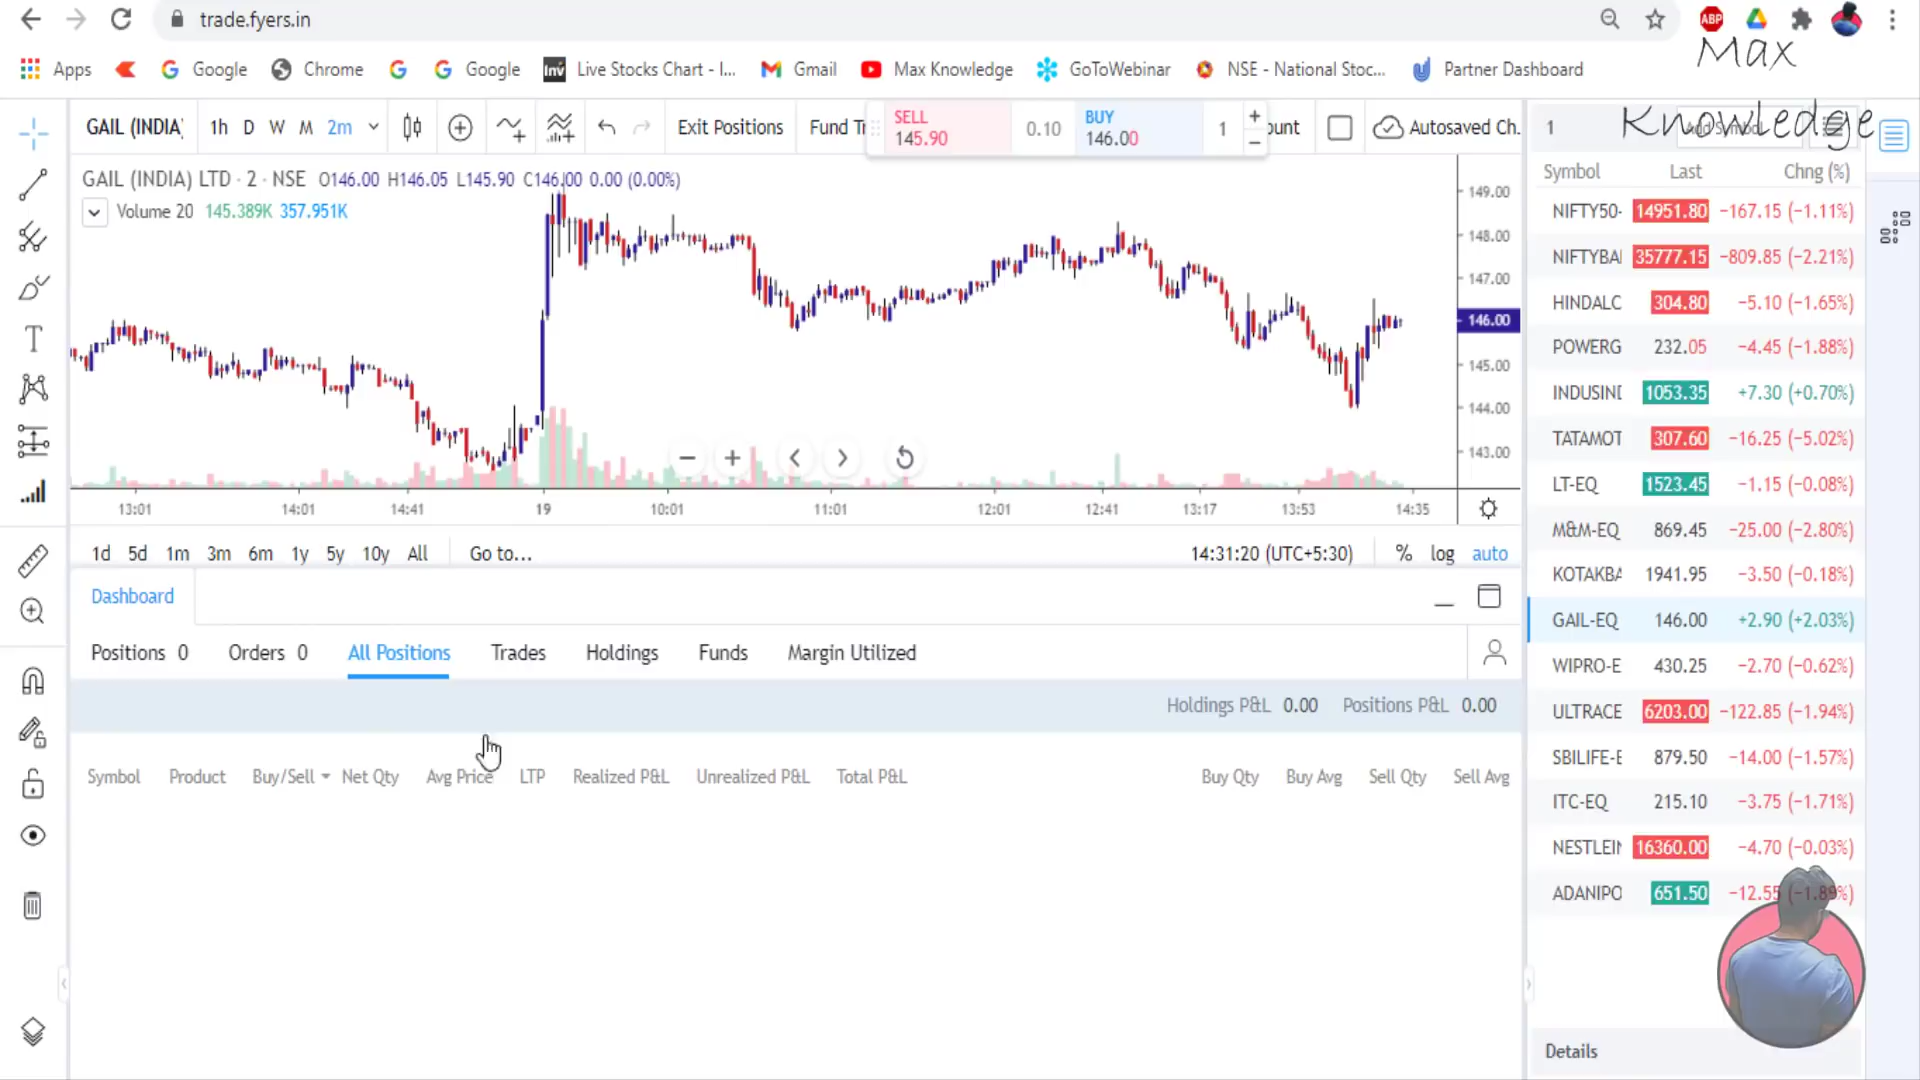 trade.fyers.in
ABP
Max
Knowledge
Apps
Google
Chrome
Google
Inv Live Stocks Chart - I...
Gmail
Max Knowledge
GoToWebinar
NSE - National Stoc...
Partner Dashboard
GAIL (INDIA)
1h D W M 2m
Exit Positions
Fund Tr
SELL
145.90
0.10
BUY
146.00
1
+
−
ount
Autosaved Ch.
1
GAIL (INDIA) LTD · 2 · NSE O146.00 H146.05 L145.90 C146.00 0.00 (0.00%)
Volume 20 145.389K 357.951K
149.00
148.00
147.00
146.00
145.00
144.00
143.00
13:01 14:01 14:41 19 10:01 11:01 12:01 12:41 13:17 13:53 14:35
1d 5d 1m 3m 6m 1y 5y 10y All Go to...
14:31:20 (UTC+5:30) % log auto
Dashboard
Positions 0 Orders 0 All Positions Trades Holdings Funds Margin Utilized
Holdings P&L 0.00 Positions P&L 0.00
Symbol Product Buy/Sell Net Qty Avg Price LTP Realized P&L Unrealized P&L Total P&L Buy Qty Buy Avg Sell Qty Sell Avg
Symbol Last Chng (%)
NIFTY50- 14951.80 −167.15 (−1.11%)
NIFTYBA 35777.15 −809.85 (−2.21%)
HINDALC 304.80 −5.10 (−1.65%)
POWERG 232.05 −4.45 (−1.88%)
INDUSIN 1053.35 +7.30 (+0.70%)
TATAMOT 307.60 −16.25 (−5.02%)
LT-EQ 1523.45 −1.15 (−0.08%)
M&M-EQ 869.45 −25.00 (−2.80%)
KOTAKBA 1941.95 −3.50 (−0.18%)
GAIL-EQ 146.00 +2.90 (+2.03%)
WIPRO-E 430.25 −2.70 (−0.62%)
ULTRACE 6203.00 −122.85 (−1.94%)
SBILIFE-E 879.50 −14.00 (−1.57%)
ITC-EQ 215.10 −3.75 (−1.71%)
NESTLEIN 16360.00 −4.70 (−0.03%)
ADANIPO 651.50 −12.55 (−1.89%)
Details